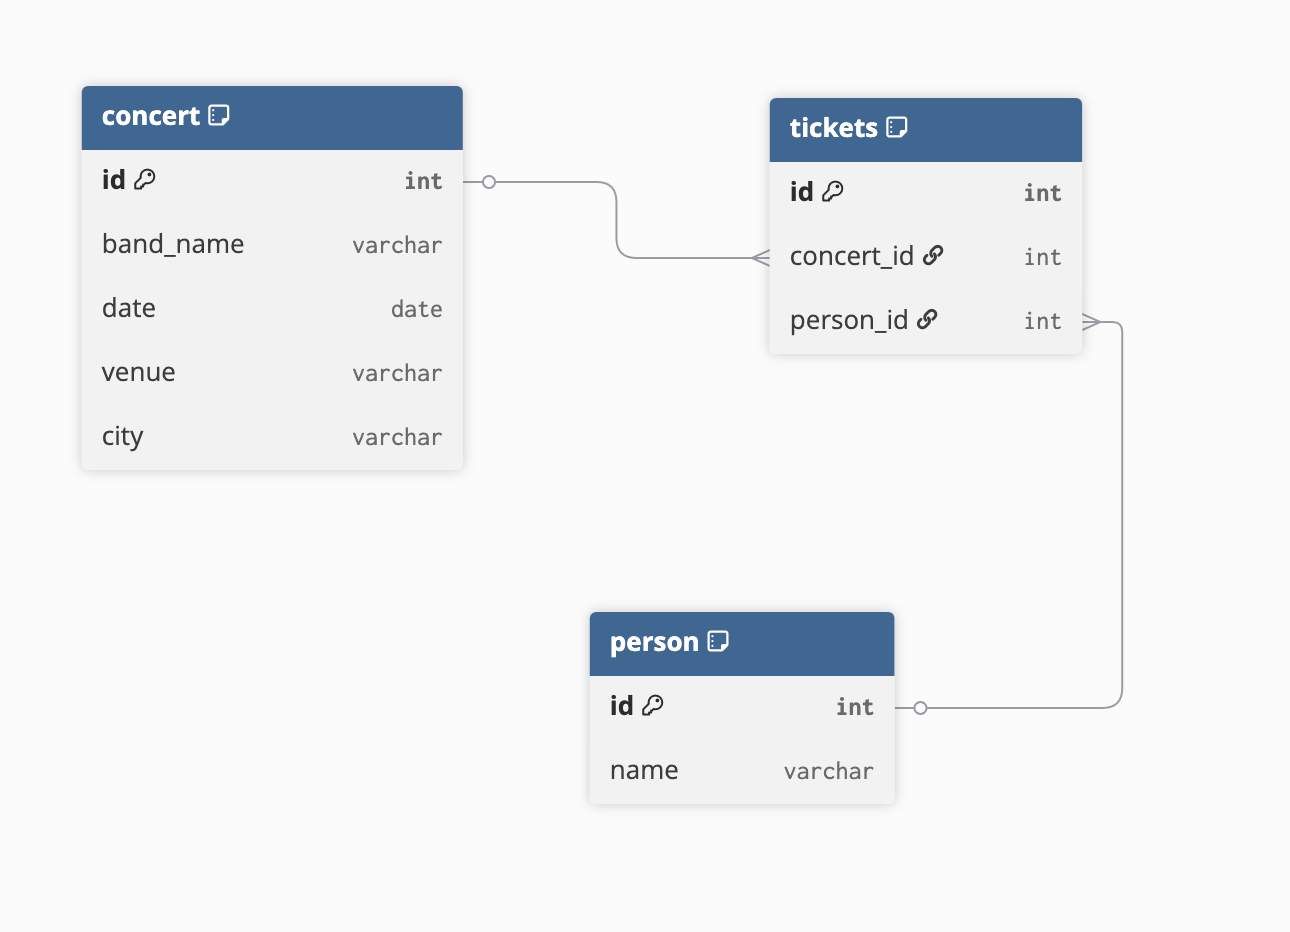 concert
id int
band_name varchar
date date
venue varchar
city varchar
tickets
id int
concert_id int
person_id int
person
id int
name varchar